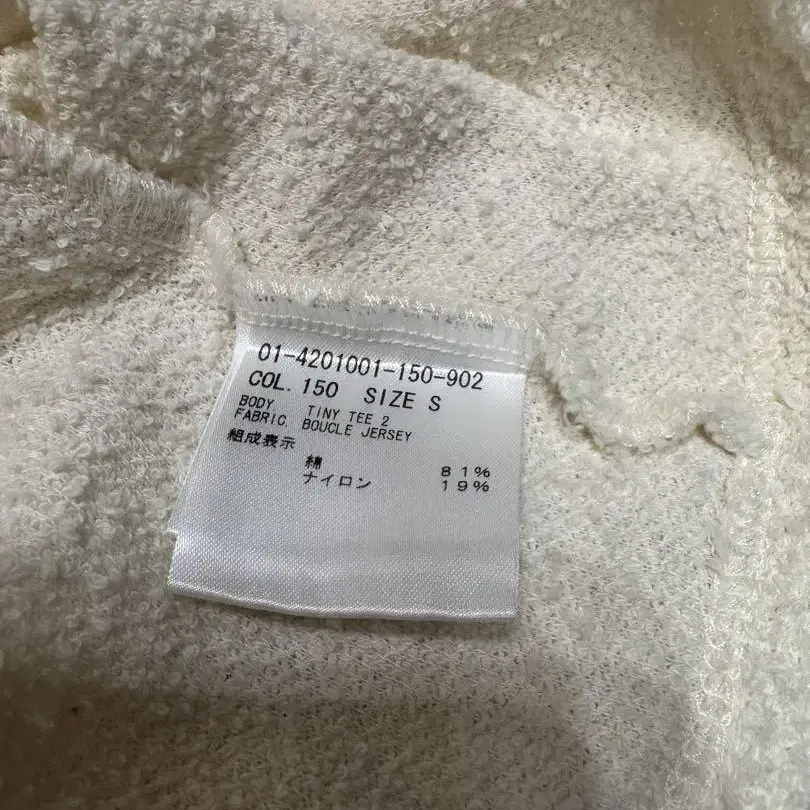 01-4201001-150-902
COL. 150 SIZE S
BODY TINY TEE 2
FABRIC BOUCLE JERSEY
組成表示
綿 81%
ナイロン 19%